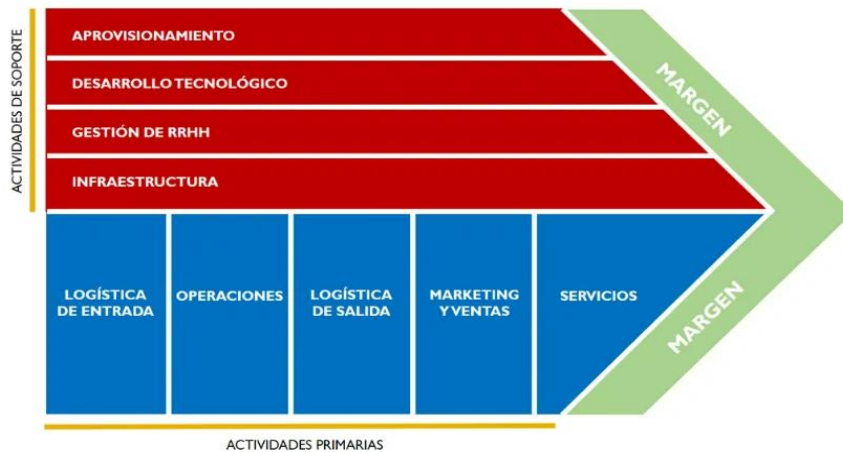 ACTIVIDADES DE SOPORTE
APROVISIONAMIENTO
DESARROLLO TECNOLÓGICO
GESTIÓN DE RRHH
INFRAESTRUCTURA
MARGEN
LOGÍSTICA
DE ENTRADA
OPERACIONES
LOGÍSTICA
DE SALIDA
MARKETING
Y VENTAS
SERVICIOS
MARGEN
ACTIVIDADES PRIMARIAS